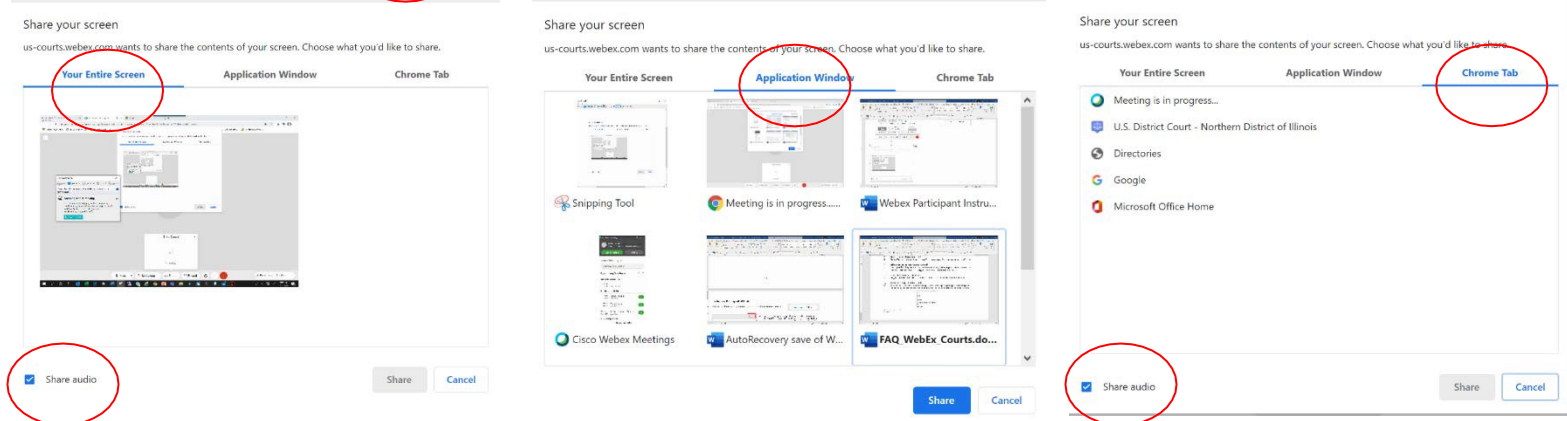 Share your screen
us-courts.webex.com wants to share the contents of your screen. Choose what you'd like to share.
Your Entire Screen Application Window Chrome Tab
Share audio
Share Cancel
Share your screen
us-courts.webex.com wants to share the contents of your screen. Choose what you'd like to share.
Your Entire Screen Application Window Chrome Tab
Snipping Tool Meeting is in progress...... Webex Participant Instru...
Cisco Webex Meetings AutoRecovery save of W... FAQ_WebEx_Courts.do...
Share Cancel
Share your screen
us-courts.webex.com wants to share the contents of your screen. Choose what you'd like to share.
Your Entire Screen Application Window Chrome Tab
Meeting is in progress...
U.S. District Court - Northern District of Illinois
Directories
Google
Microsoft Office Home
Share audio
Share Cancel